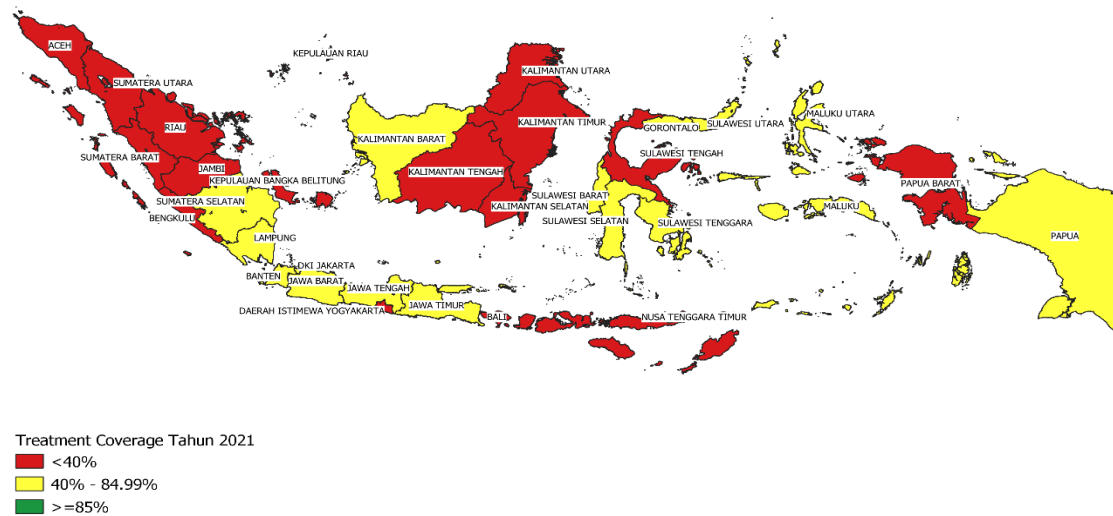 ACEH
KEPULAUAN RIAU
SUMATERA UTARA
KALIMANTAN UTARA
RIAU
KALIMANTAN TIMUR
GORONTALO
SULAWESI UTARA
MALUKU UTARA
KALIMANTAN BARAT
SUMATERA BARAT
SULAWESI TENGAH
JAMBI
KALIMANTAN TENGAH
KEPULAUAN BANGKA BELITUNG
PAPUA BARAT
SULAWESI BARAT
SUMATERA SELATAN
KALIMANTAN SELATAN
MALUKU
BENGKULU
SULAWESI SELATAN
SULAWESI TENGGARA
LAMPUNG
PAPUA
DKI JAKARTA
BANTEN
JAWA BARAT
JAWA TENGAH
JAWA TIMUR
DAERAH ISTIMEWA YOGYAKARTA
BALI
NUSA TENGGARA TIMUR
Treatment Coverage Tahun 2021
<40%
40% - 84.99%
>=85%